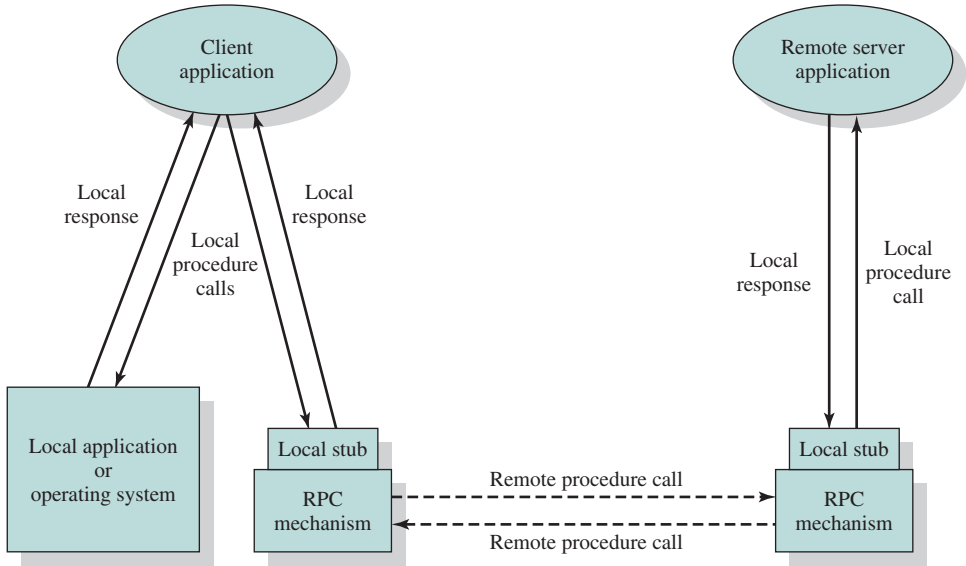 Client
application
Remote server
application
Local
response
Local
procedure
calls
Local
response
Local
response
Local
procedure
call
Local application
or
operating system
Local stub
RPC
mechanism
Remote procedure call
Remote procedure call
Local stub
RPC
mechanism